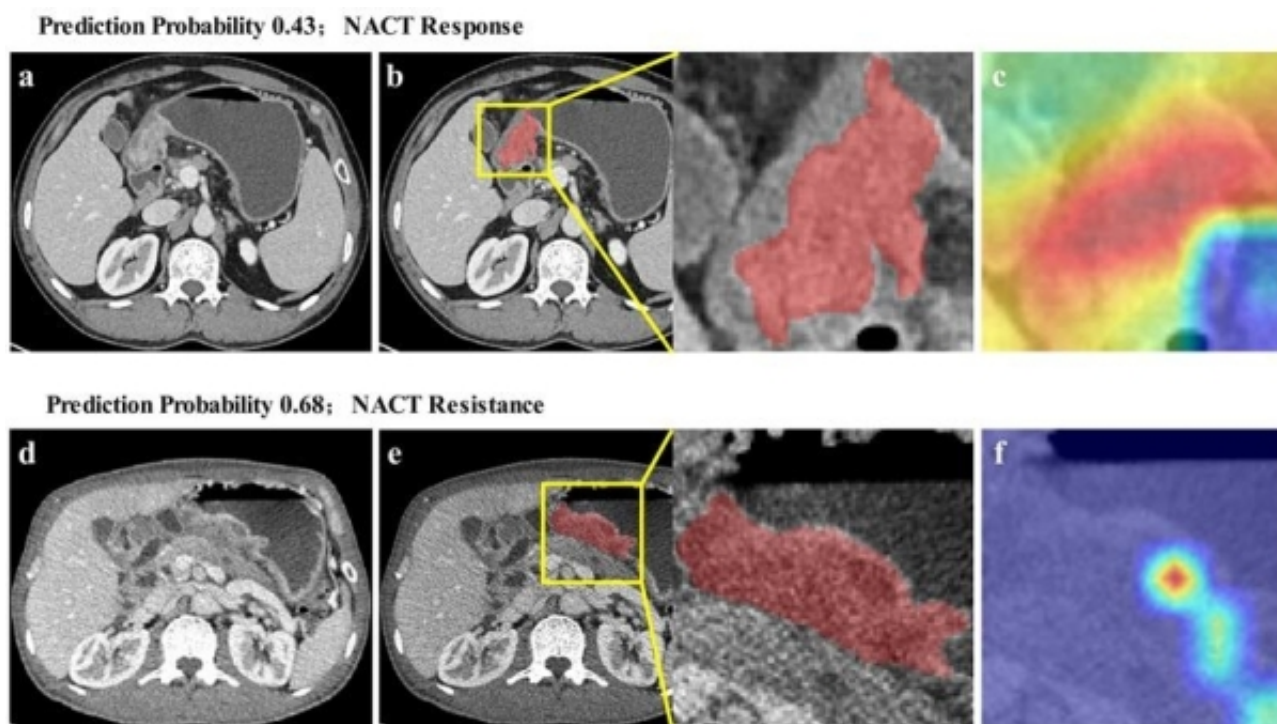 Prediction Probability 0.43; NACT Response
a
b
c
Prediction Probability 0.68; NACT Resistance
d
e
f